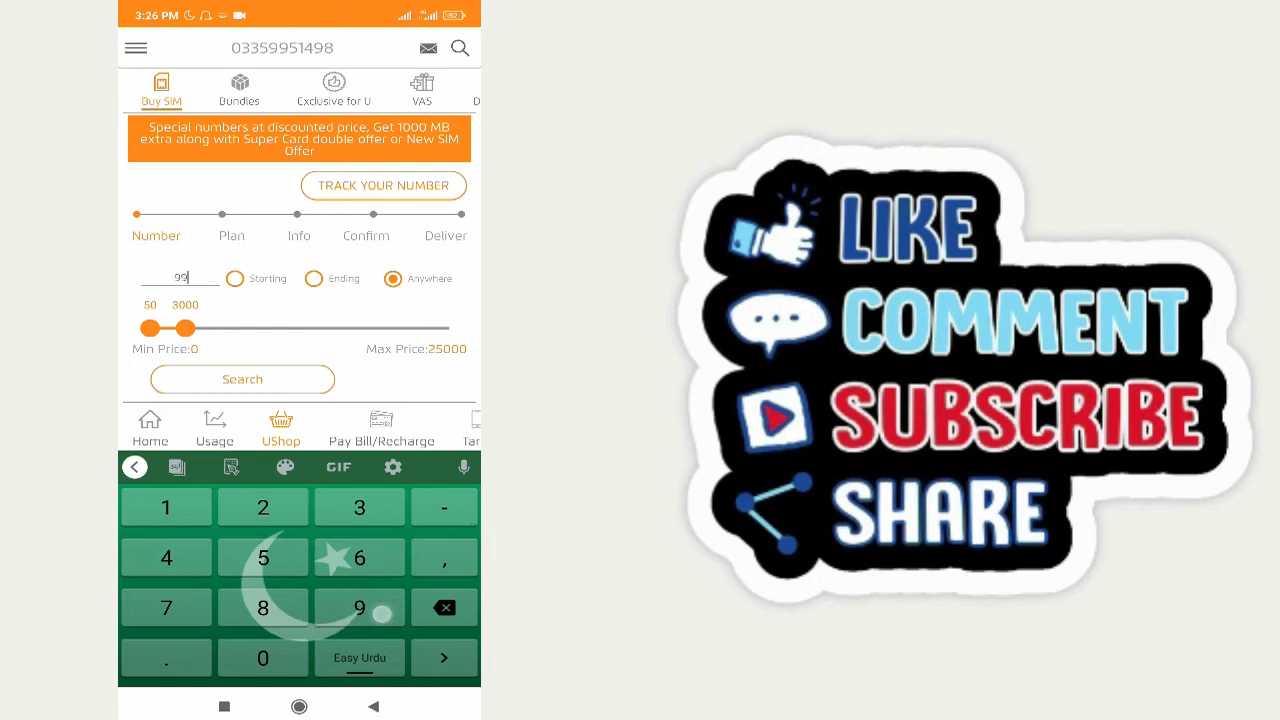 3:26 PM 52
03359951498
Buy SIM Bundles Exclusive for U VAS D
Special numbers at discounted price, Get 1000 MB
extra along with Super Card double offer or New SIM
Offer
TRACK YOUR NUMBER
Number Plan Info Confirm Deliver
99 Starting Ending Anywhere
50 3000
Min Price:0 Max Price:25000
Search
Home Usage UShop Pay Bill/Recharge Tar
GIF
1 2 3 -
4 5 6 ,
7 8 9
. 0 Easy Urdu
LIKE
COMMENT
SUBSCRIBE
SHARE